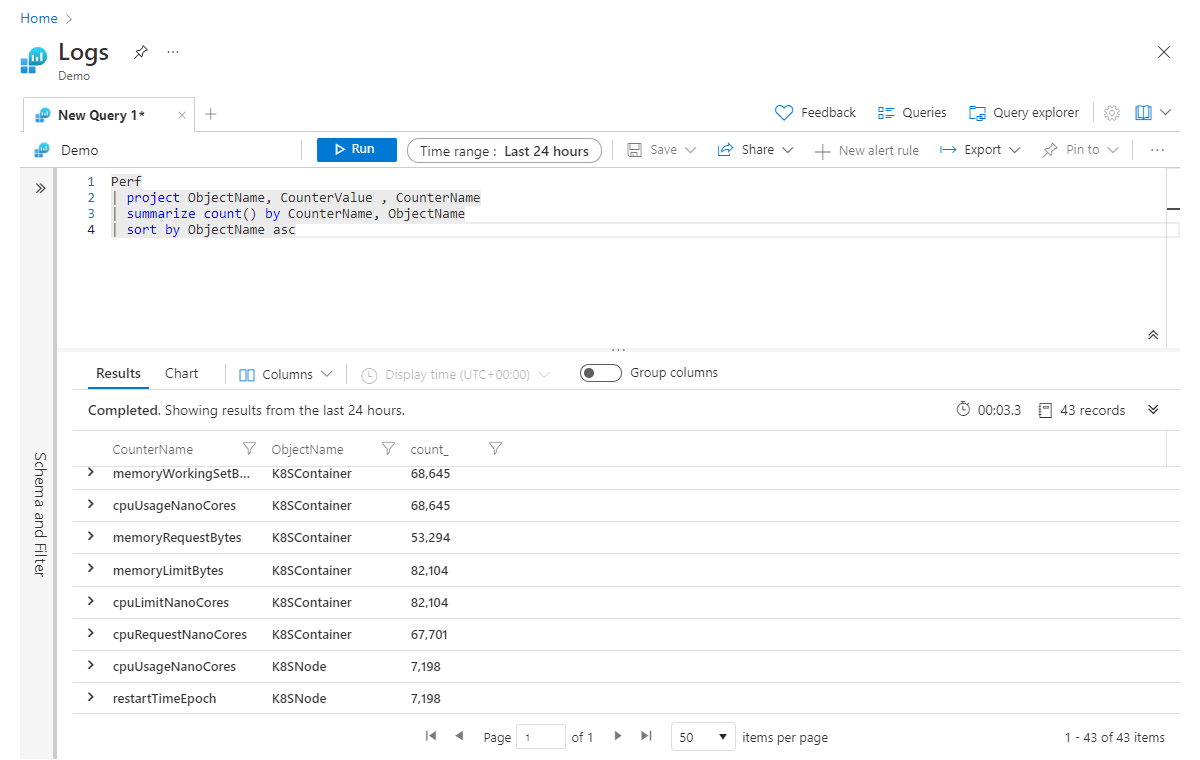 Home
Logs
Demo
New Query 1*
Feedback
Queries
Query explorer
Demo
Run
Time range : Last 24 hours
Save
Share
New alert rule
Export
Pin to
1 Perf
2 | project ObjectName, CounterValue , CounterName
3 | summarize count() by CounterName, ObjectName
4 | sort by ObjectName asc
Schema and Filter
Results
Chart
Columns
Display time (UTC+00:00)
Group columns
Completed. Showing results from the last 24 hours.
00:03.3
43 records
CounterName ObjectName count_
memoryWorkingSetB... K8SContainer 68,645
cpuUsageNanoCores K8SContainer 68,645
memoryRequestBytes K8SContainer 53,294
memoryLimitBytes K8SContainer 82,104
cpuLimitNanoCores K8SContainer 82,104
cpuRequestNanoCores K8SContainer 67,701
cpuUsageNanoCores K8SNode 7,198
restartTimeEpoch K8SNode 7,198
Page 1 of 1
50 items per page
1 - 43 of 43 items